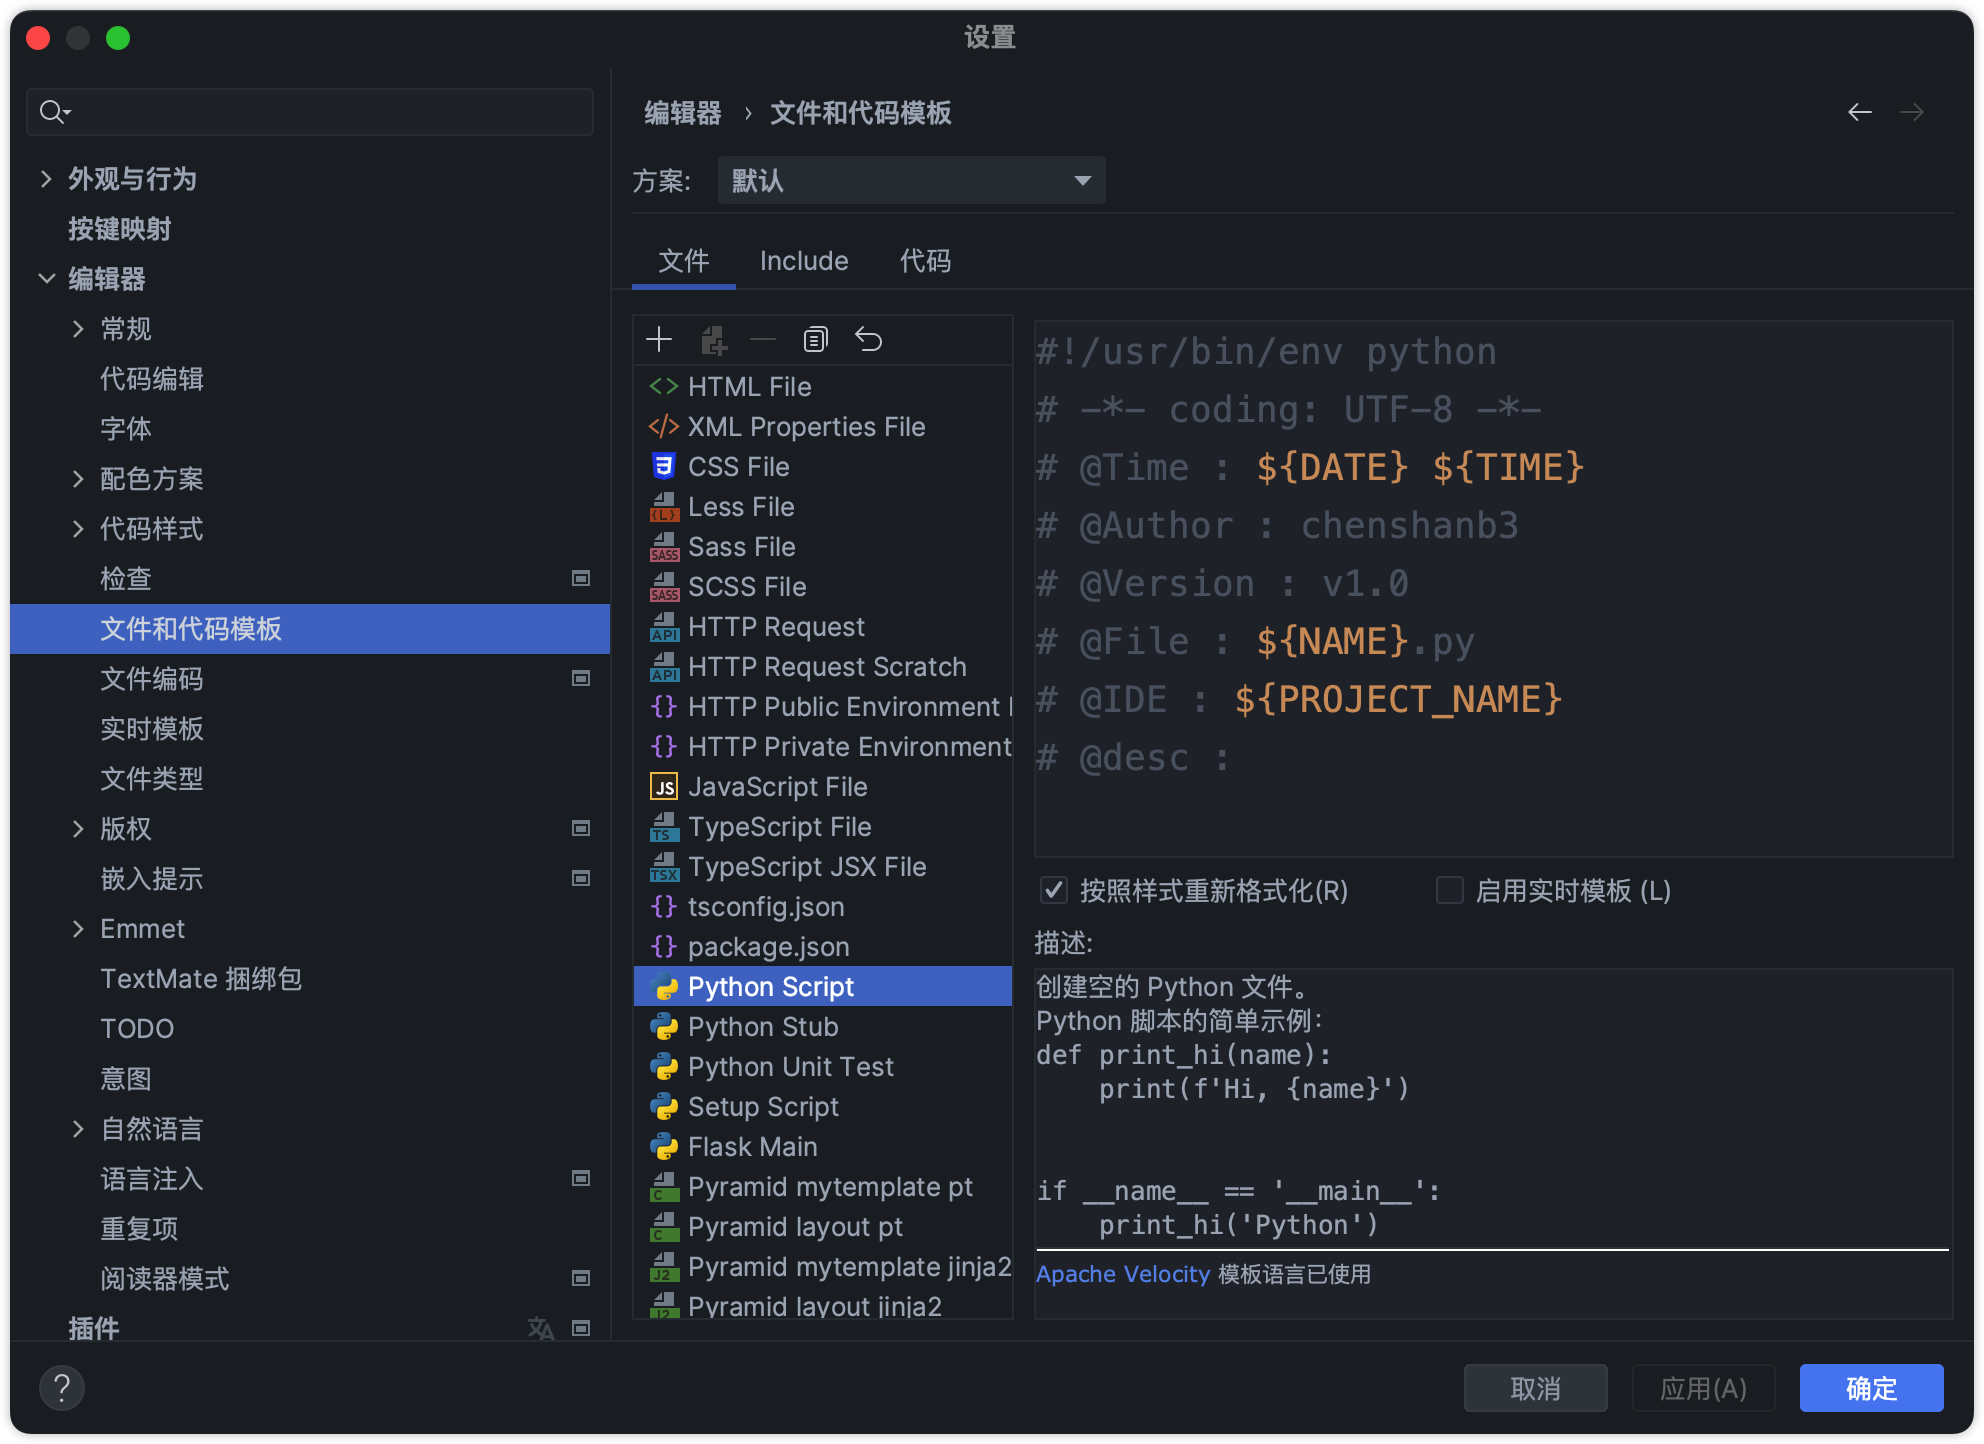 设置
外观与行为
按键映射
编辑器
常规
代码编辑
字体
配色方案
代码样式
检查
文件和代码模板
文件编码
实时模板
文件类型
版权
嵌入提示
Emmet
TextMate 捆绑包
TODO
意图
自然语言
语言注入
重复项
阅读器模式
插件
编辑器 › 文件和代码模板
方案: 默认
文件 Include 代码
HTML File
XML Properties File
CSS File
Less File
Sass File
SCSS File
HTTP Request
HTTP Request Scratch
HTTP Public Environment
HTTP Private Environment
JavaScript File
TypeScript File
TypeScript JSX File
tsconfig.json
package.json
Python Script
Python Stub
Python Unit Test
Setup Script
Flask Main
Pyramid mytemplate pt
Pyramid layout pt
Pyramid mytemplate jinja2
Pyramid layout jinja2
#!/usr/bin/env python
# -*- coding: UTF-8 -*-
# @Time : ${DATE} ${TIME}
# @Author : chenshanb3
# @Version : v1.0
# @File : ${NAME}.py
# @IDE : ${PROJECT_NAME}
# @desc :
按照样式重新格式化(R) 启用实时模板 (L)
描述:
创建空的 Python 文件。
Python 脚本的简单示例：
def print_hi(name):
    print(f'Hi, {name}')
if __name__ == '__main__':
    print_hi('Python')
Apache Velocity 模板语言已使用
? 取消 应用(A) 确定